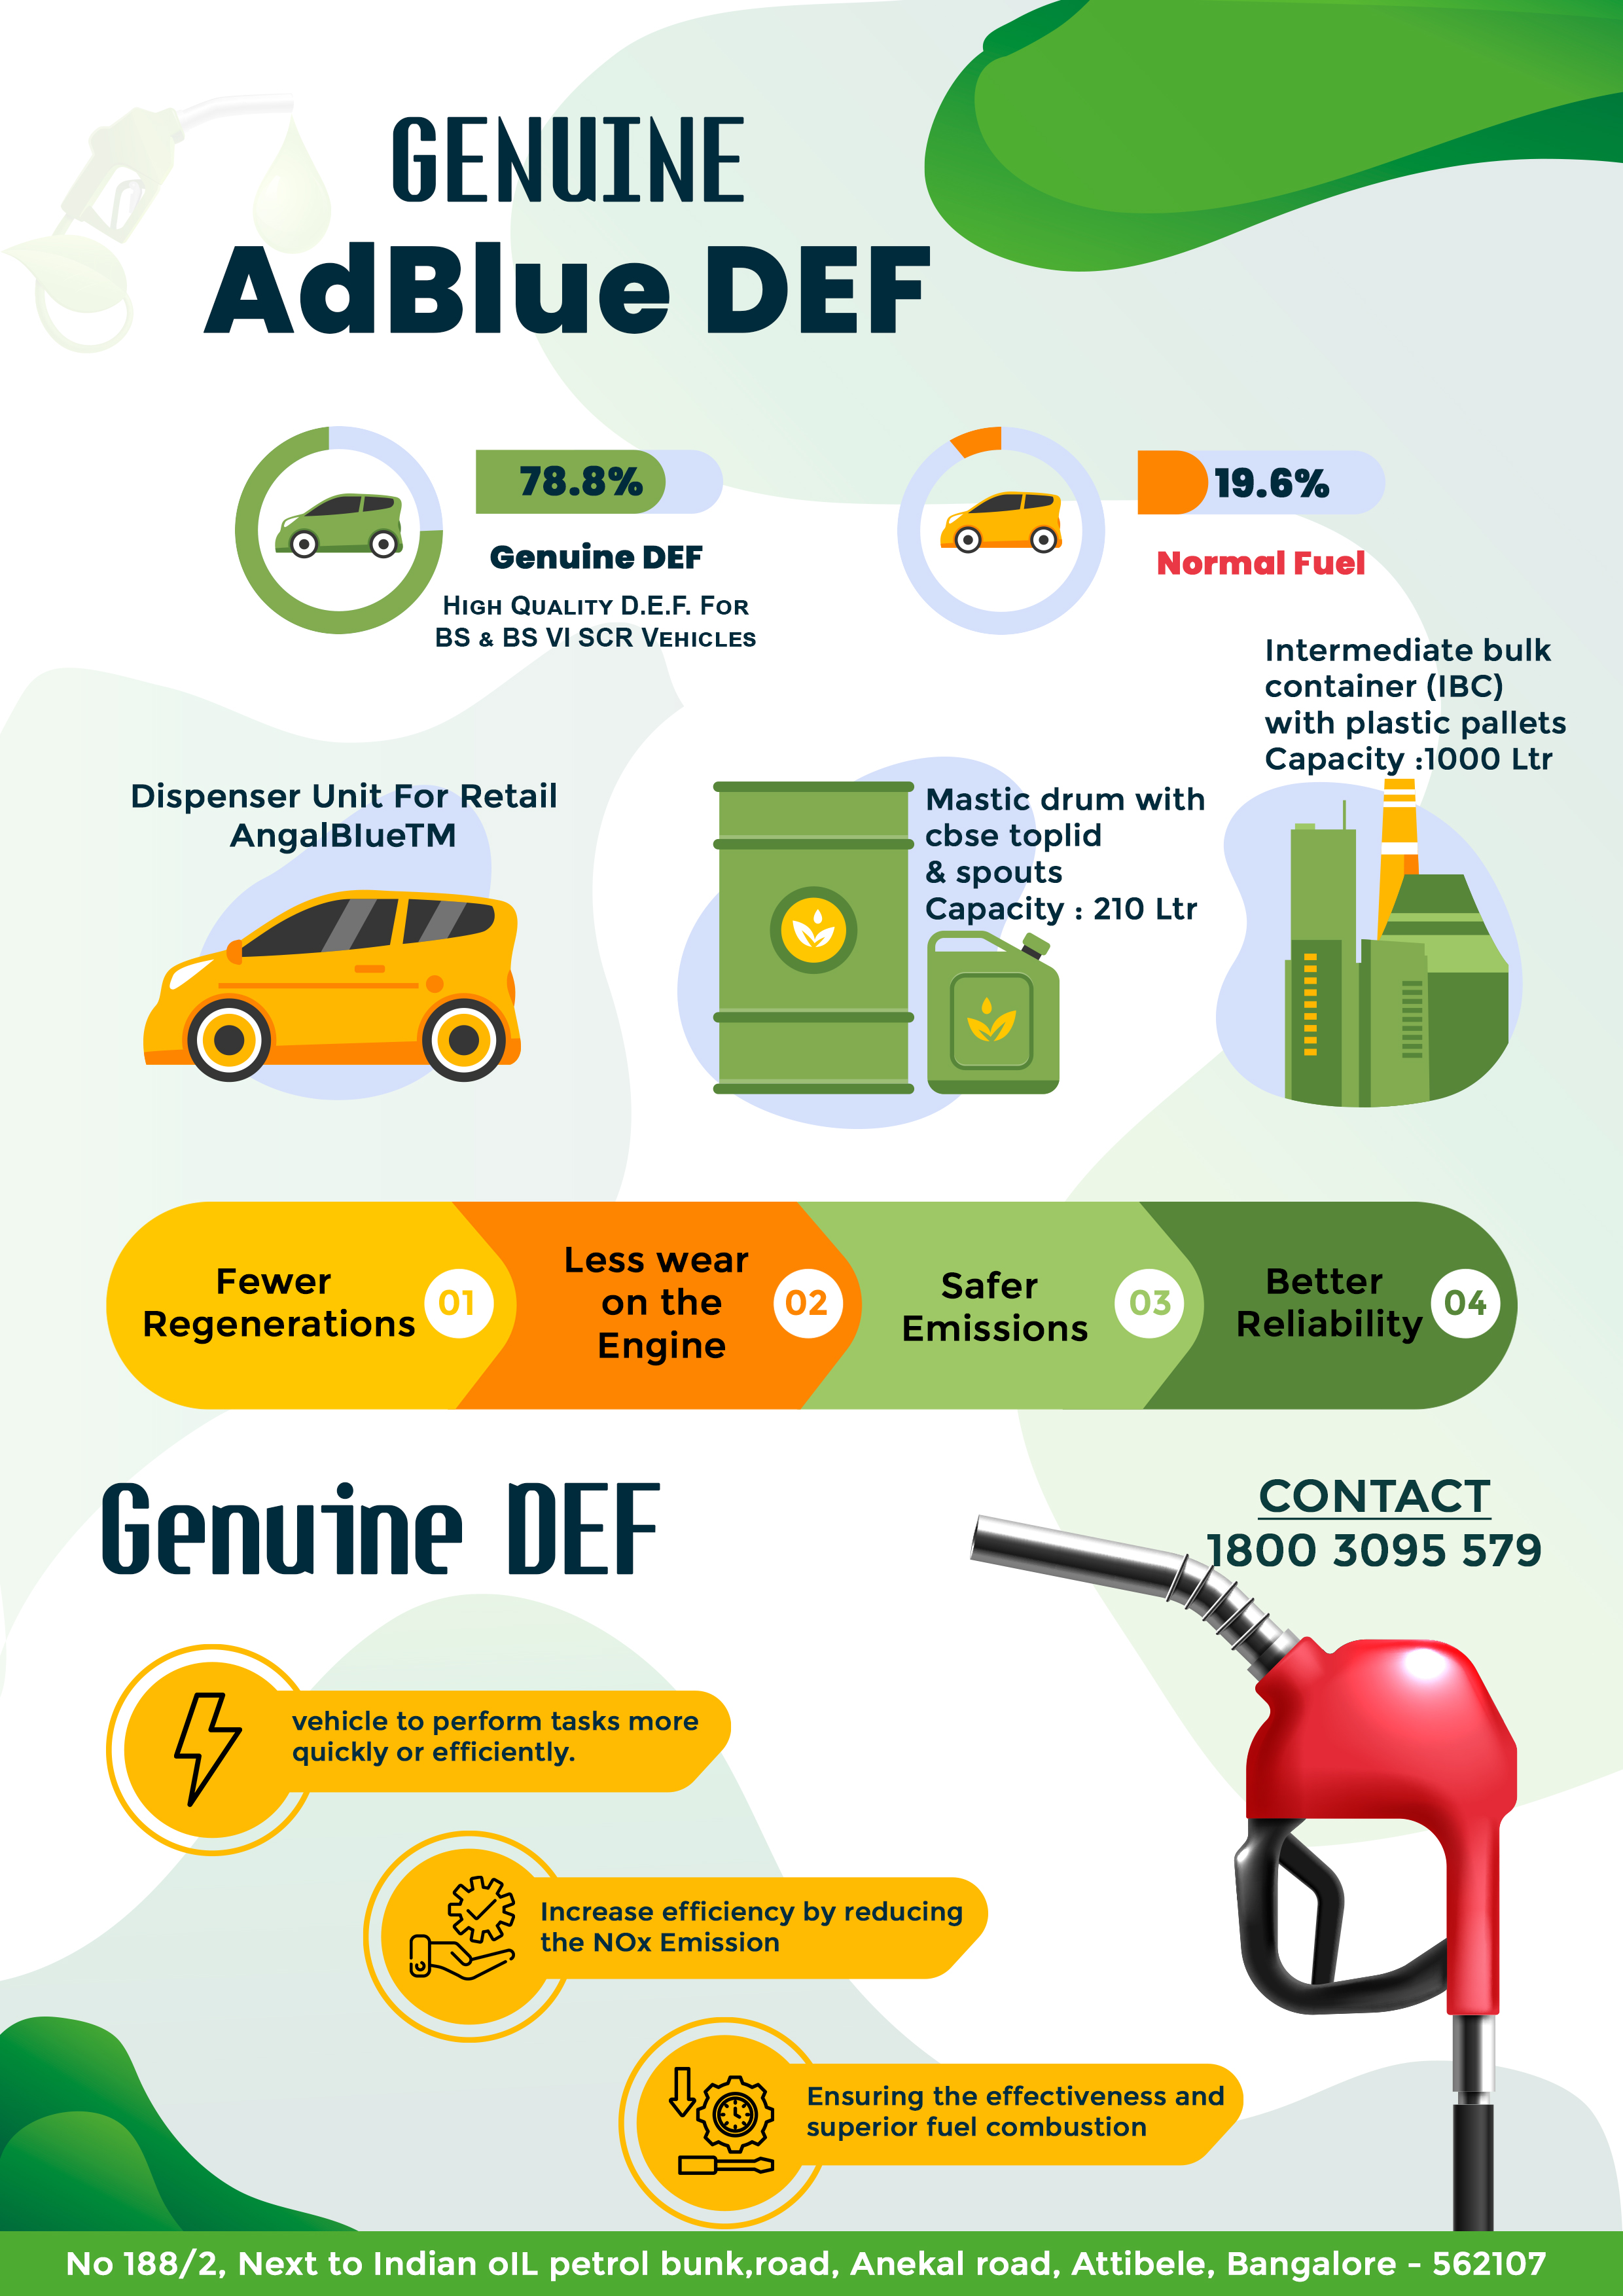 GENUINE
AdBlue DEF
78.8%
Genuine DEF
High Quality D.E.F. For
BS & BS VI SCR Vehicles
19.6%
Normal Fuel
Dispenser Unit For Retail
AngalBlueTM
Mastic drum with
cbse toplid
& spouts
Capacity : 210 Ltr
Intermediate bulk
container (IBC)
with plastic pallets
Capacity :1000 Ltr
Fewer
Regenerations
01
Less wear
on the
Engine
02
Safer
Emissions
03
Better
Reliability
04
Genuine DEF
CONTACT
1800 3095 579
vehicle to perform tasks more
quickly or efficiently.
Increase efficiency by reducing
the NOx Emission
Ensuring the effectiveness and
superior fuel combustion
No 188/2, Next to Indian oIL petrol bunk,road, Anekal road, Attibele, Bangalore - 562107